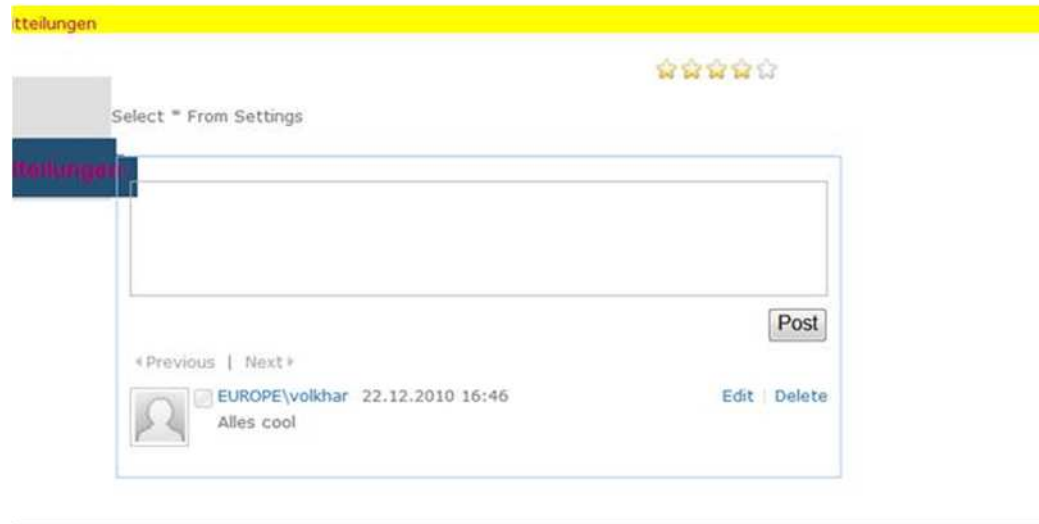 tteilungen
Select * From Settings
tteilungen
Post
Previous | Next
EUROPE\volkhar 22.12.2010 16:46 Edit | Delete
Alles cool